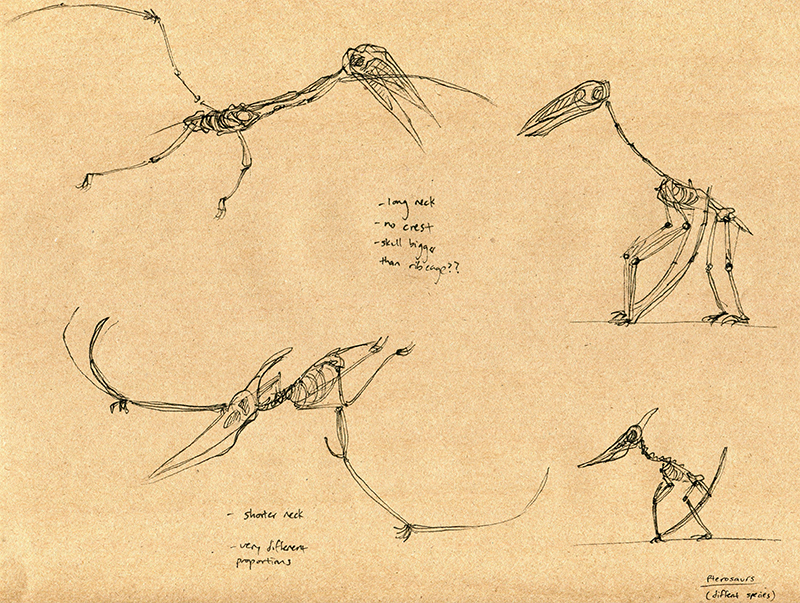 - long neck
- no crest
- skull bigger
than ribcage??
- shorter neck
- very different
proportions
Pterosaurs
(different species)